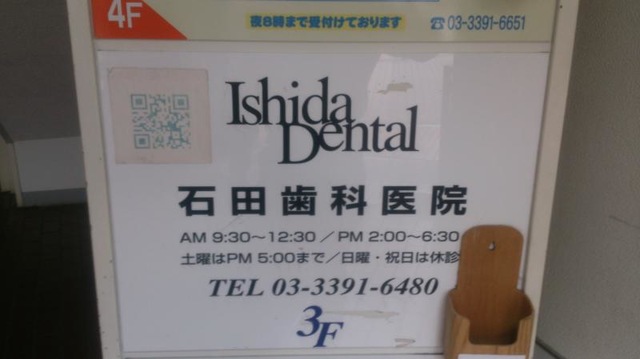 4F
夜8時まで受付けております
☎03-3391-6651
Ishida
Dental
石田歯科医院
AM 9:30〜12:30／PM 2:00〜6:30
土曜はPM 5:00まで／日曜・祝日は休診
TEL 03-3391-6480
3F